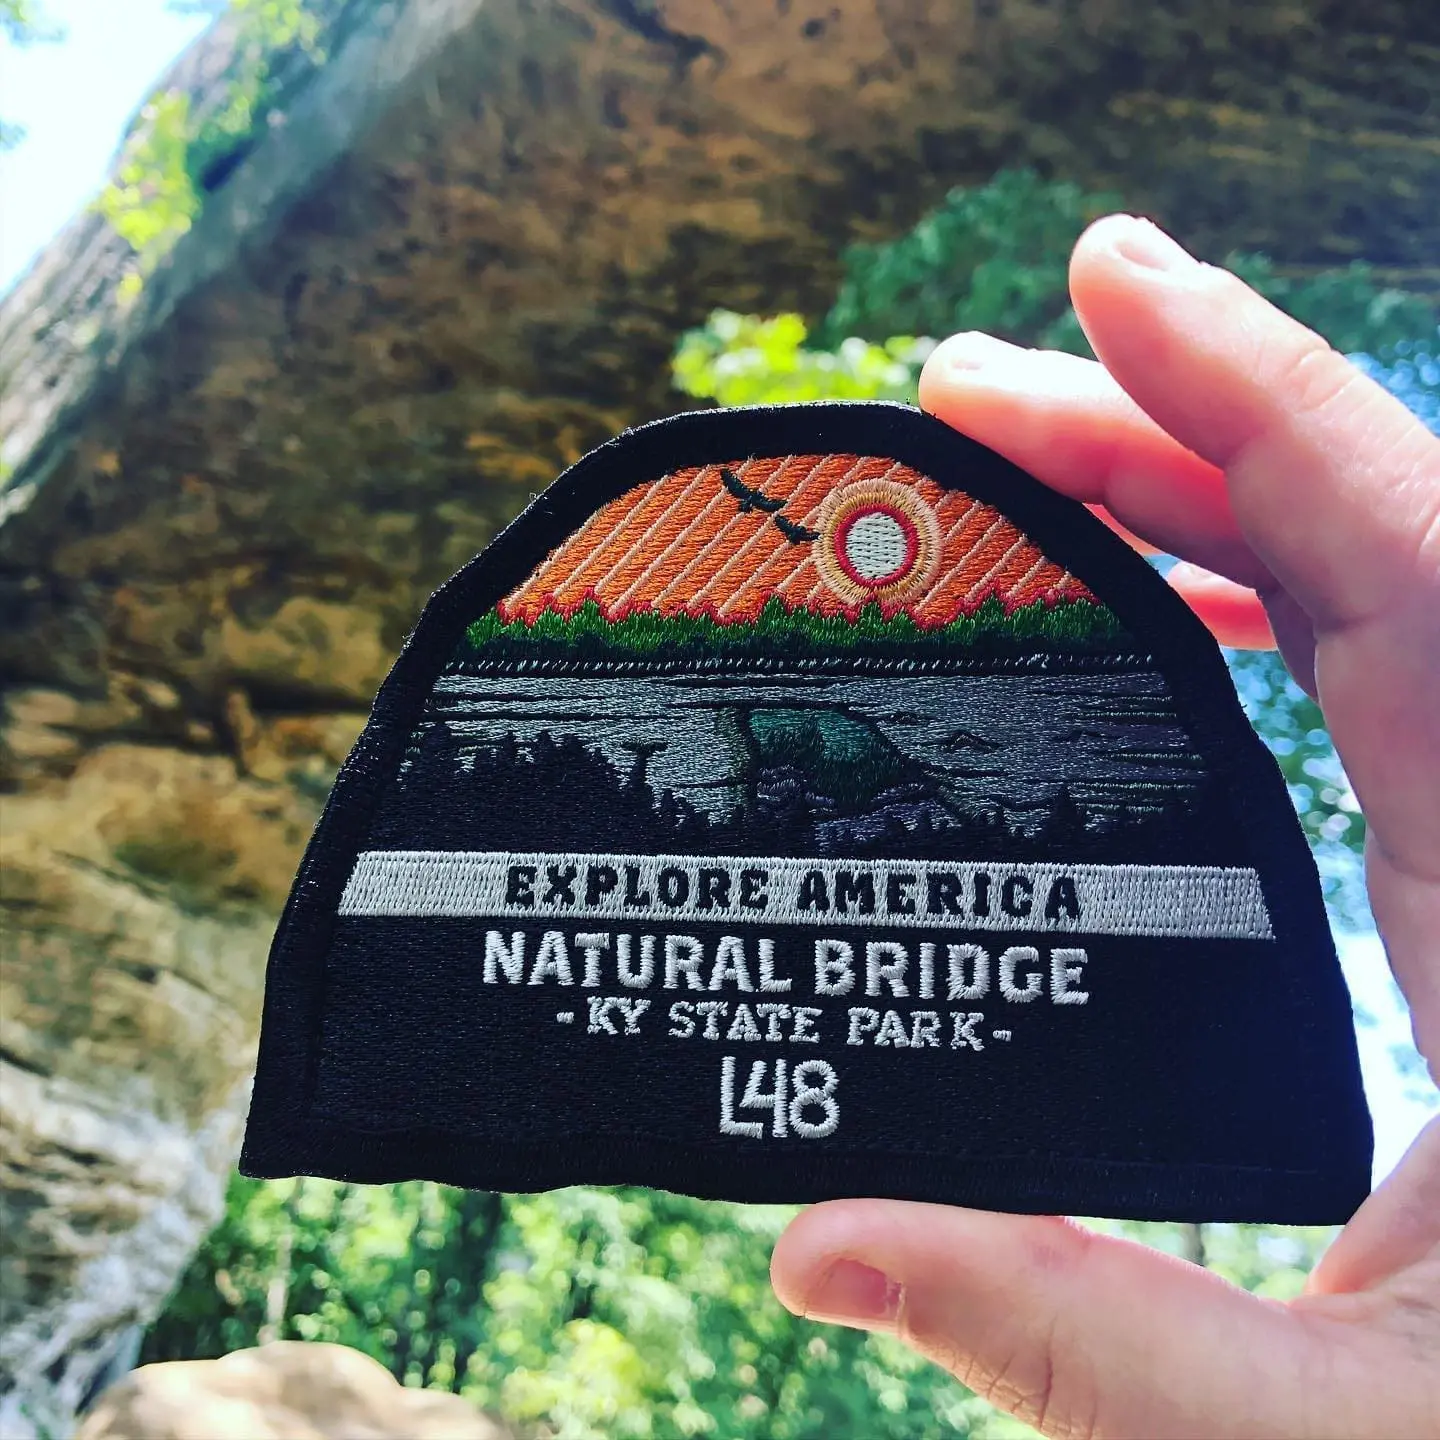 EXPLORE AMERICA
NATURAL BRIDGE
- KY STATE PARK -
L48